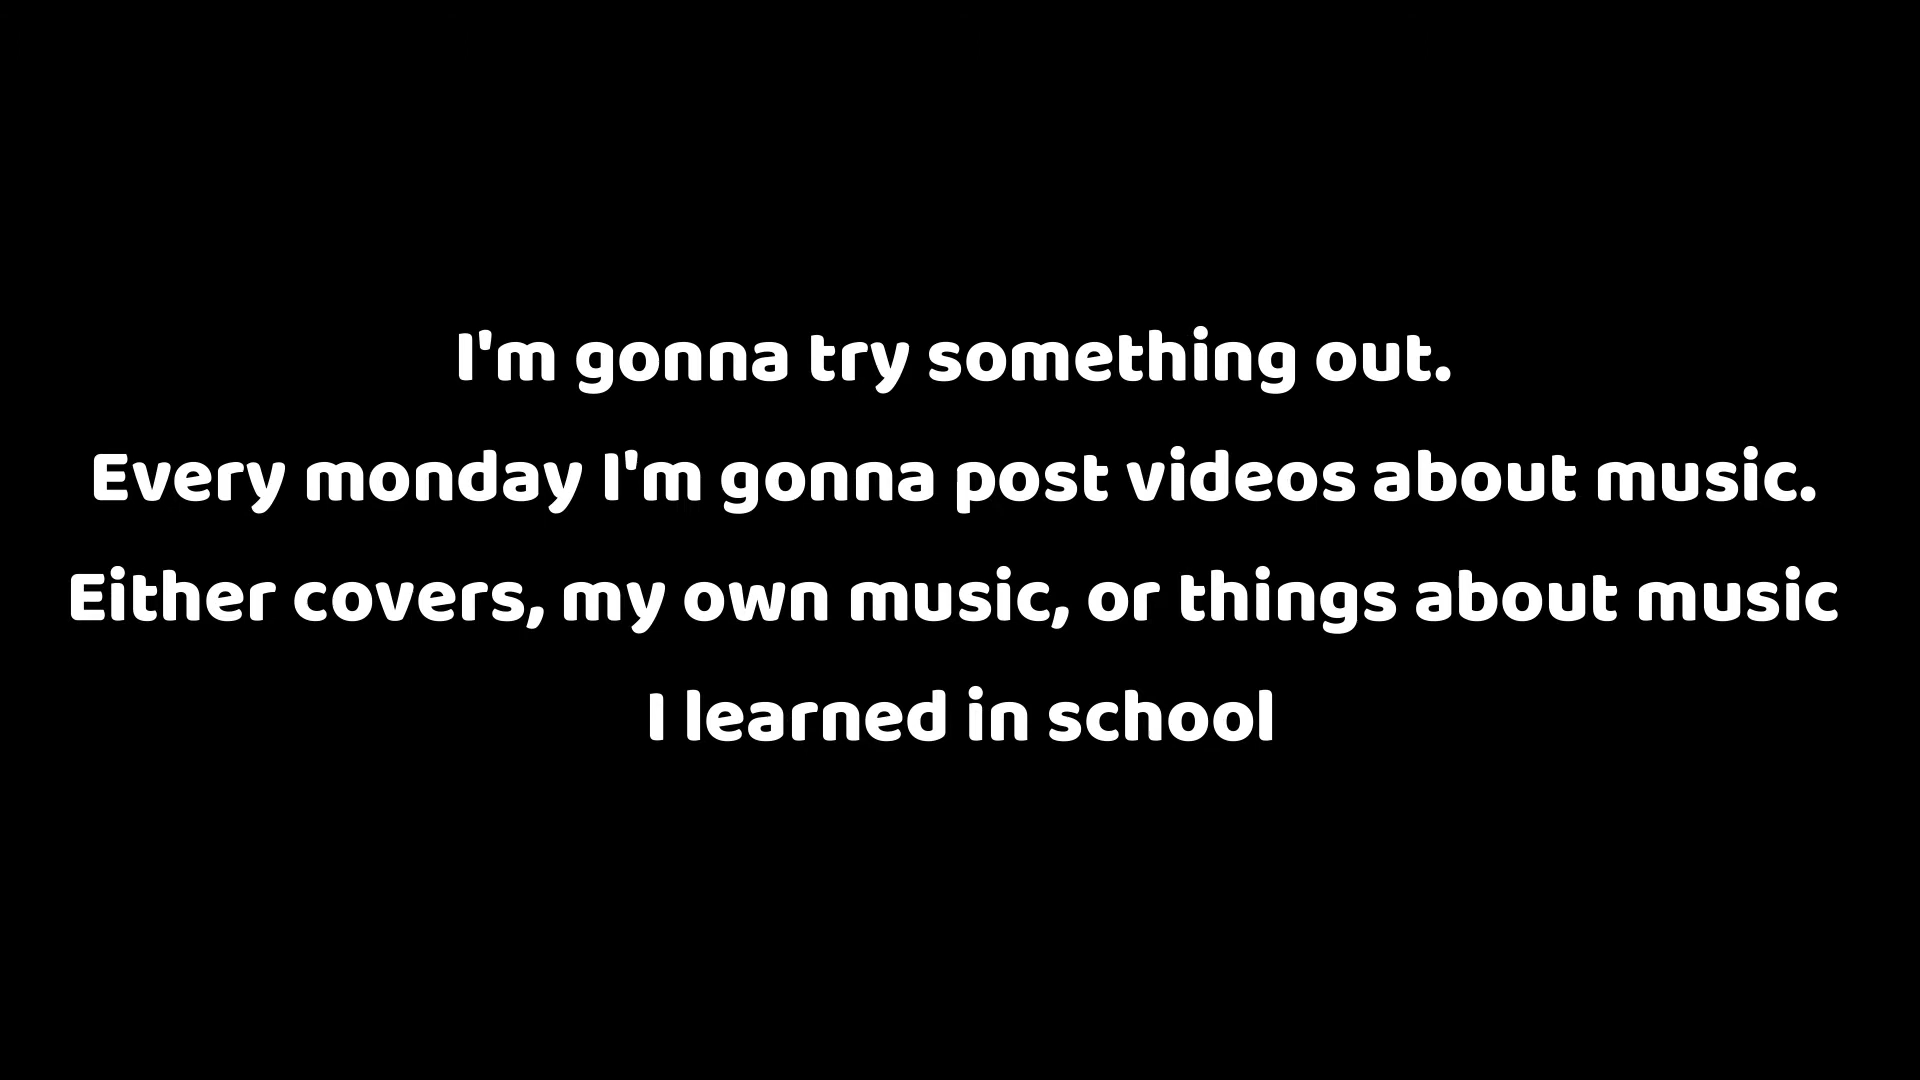 I'm gonna try something out.
Every monday I'm gonna post videos about music.
Either covers, my own music, or things about music
I learned in school